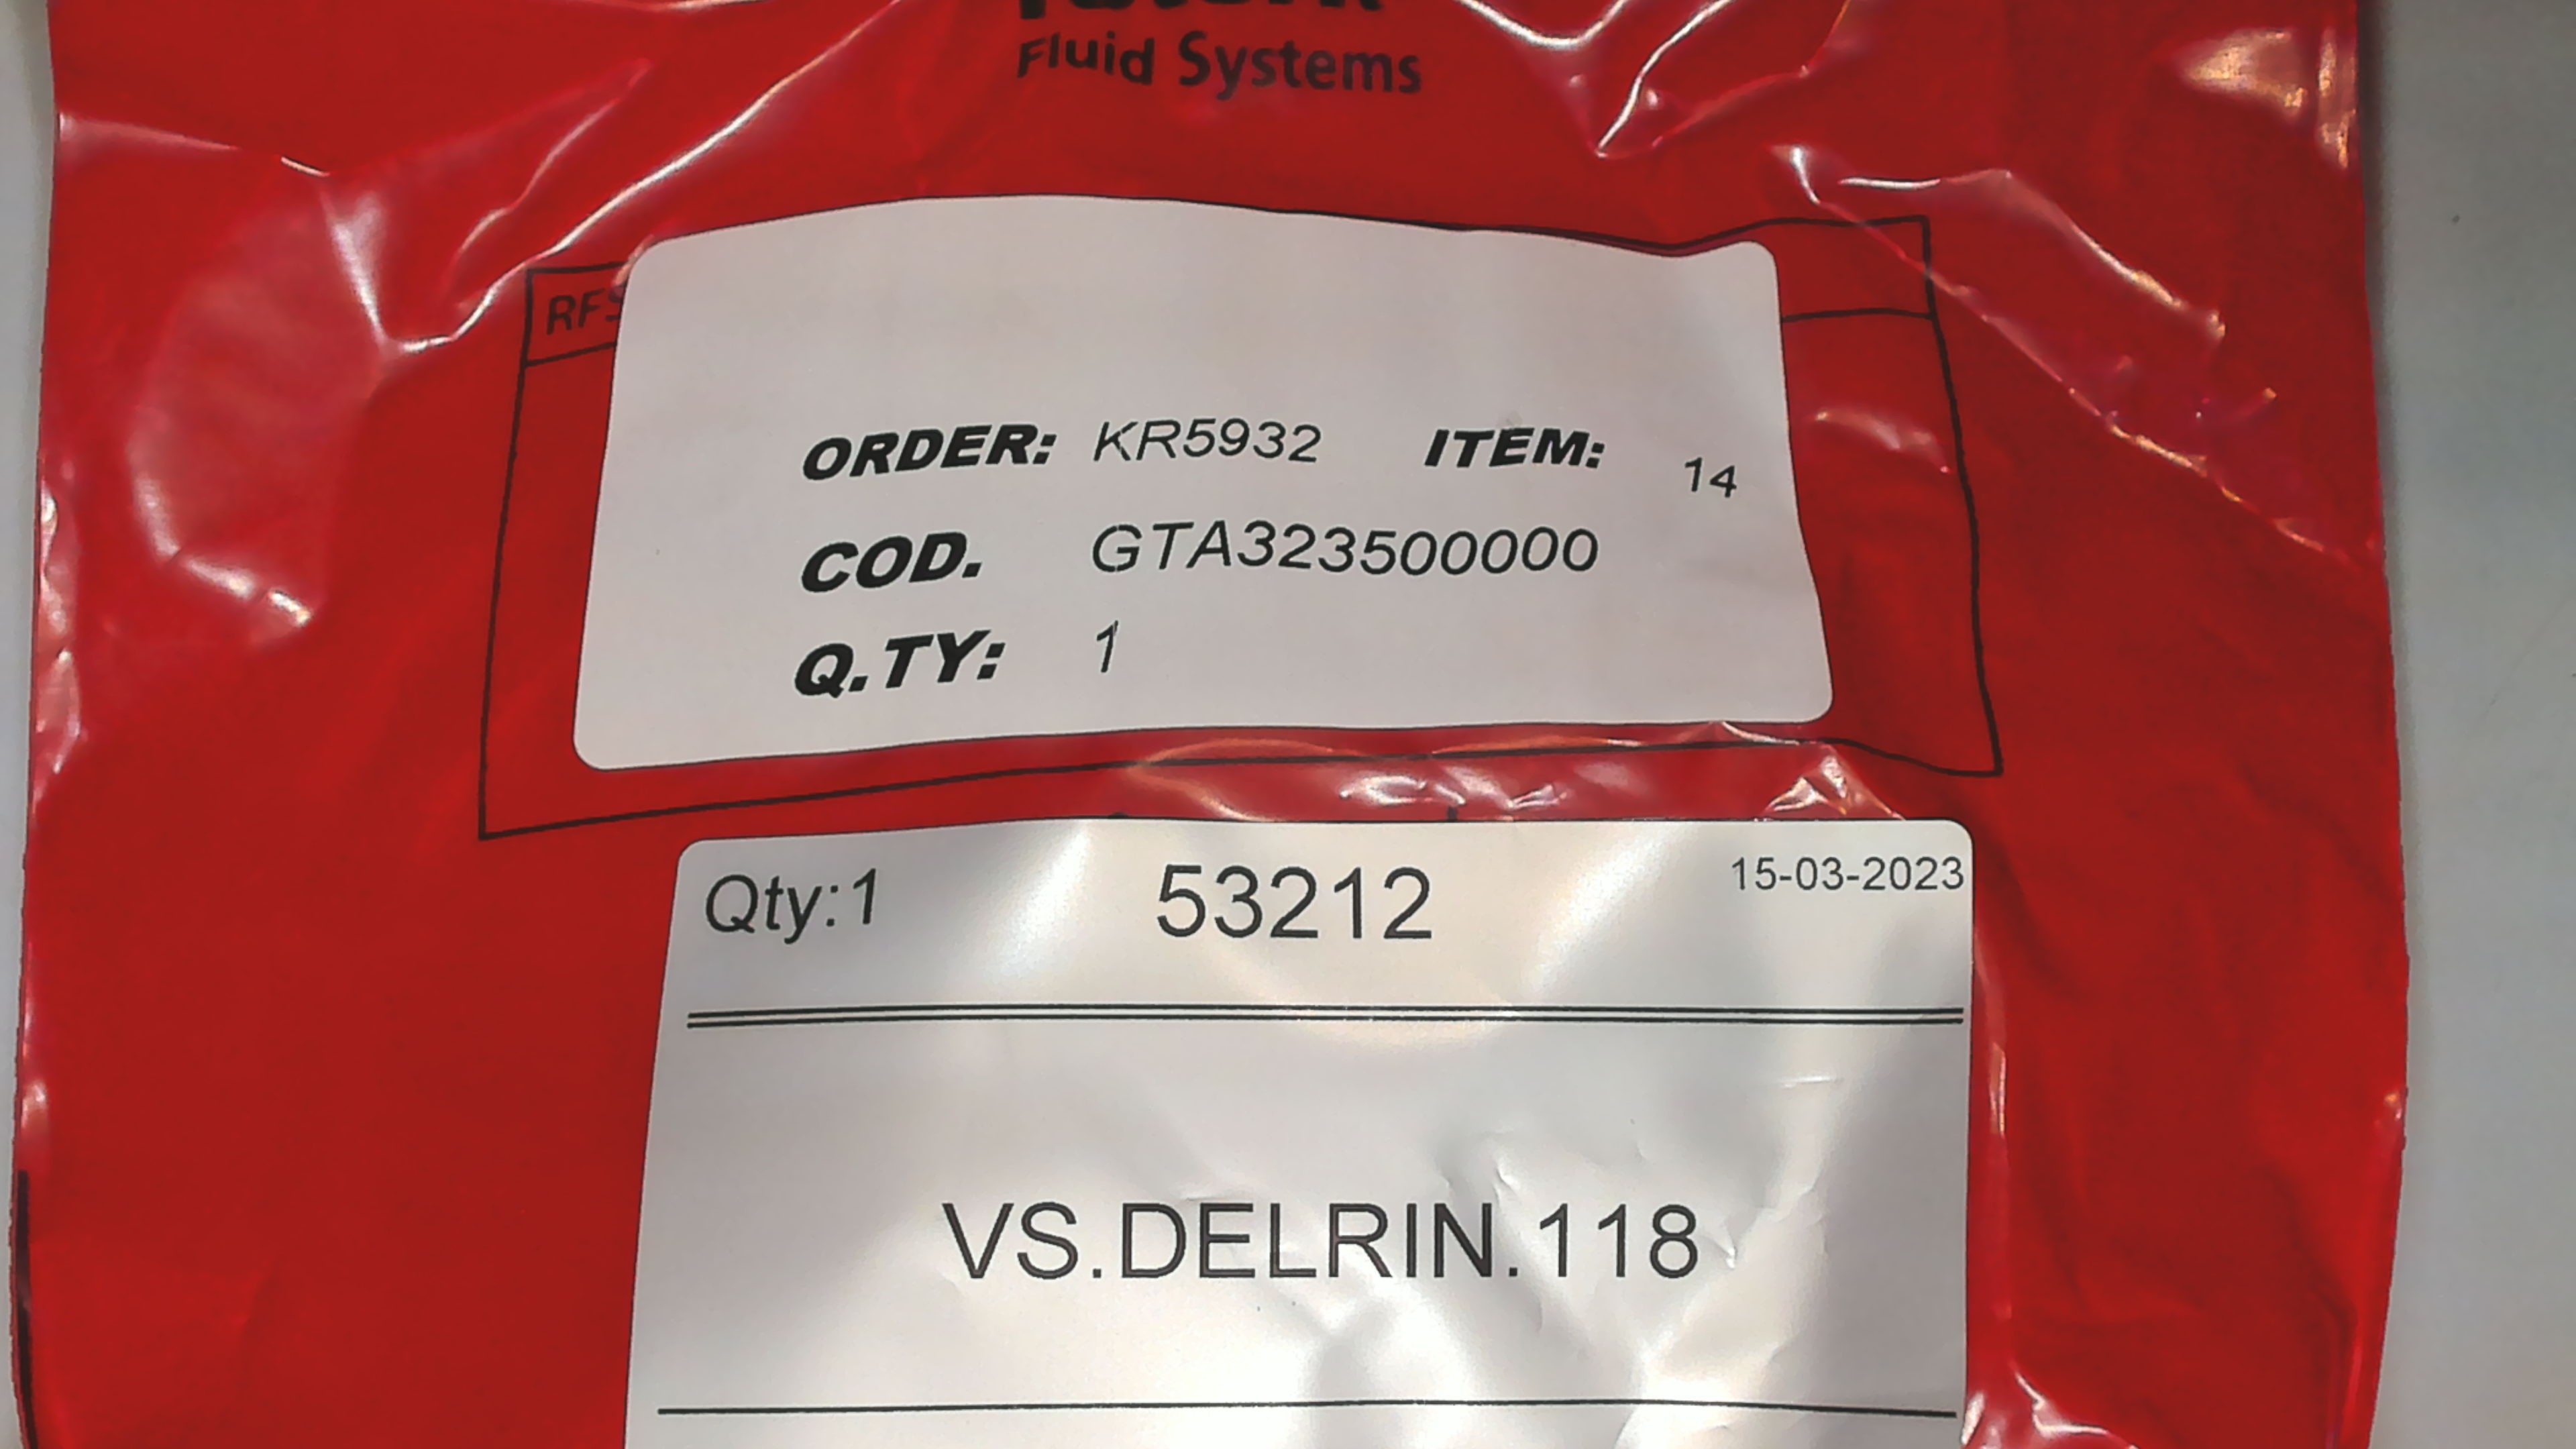 Fluid Systems
RFS
ORDER: KR5932 ITEM: 14
COD. GTA323500000
Q.TY: 1
Qty:1 53212 15-03-2023
VS.DELRIN.118